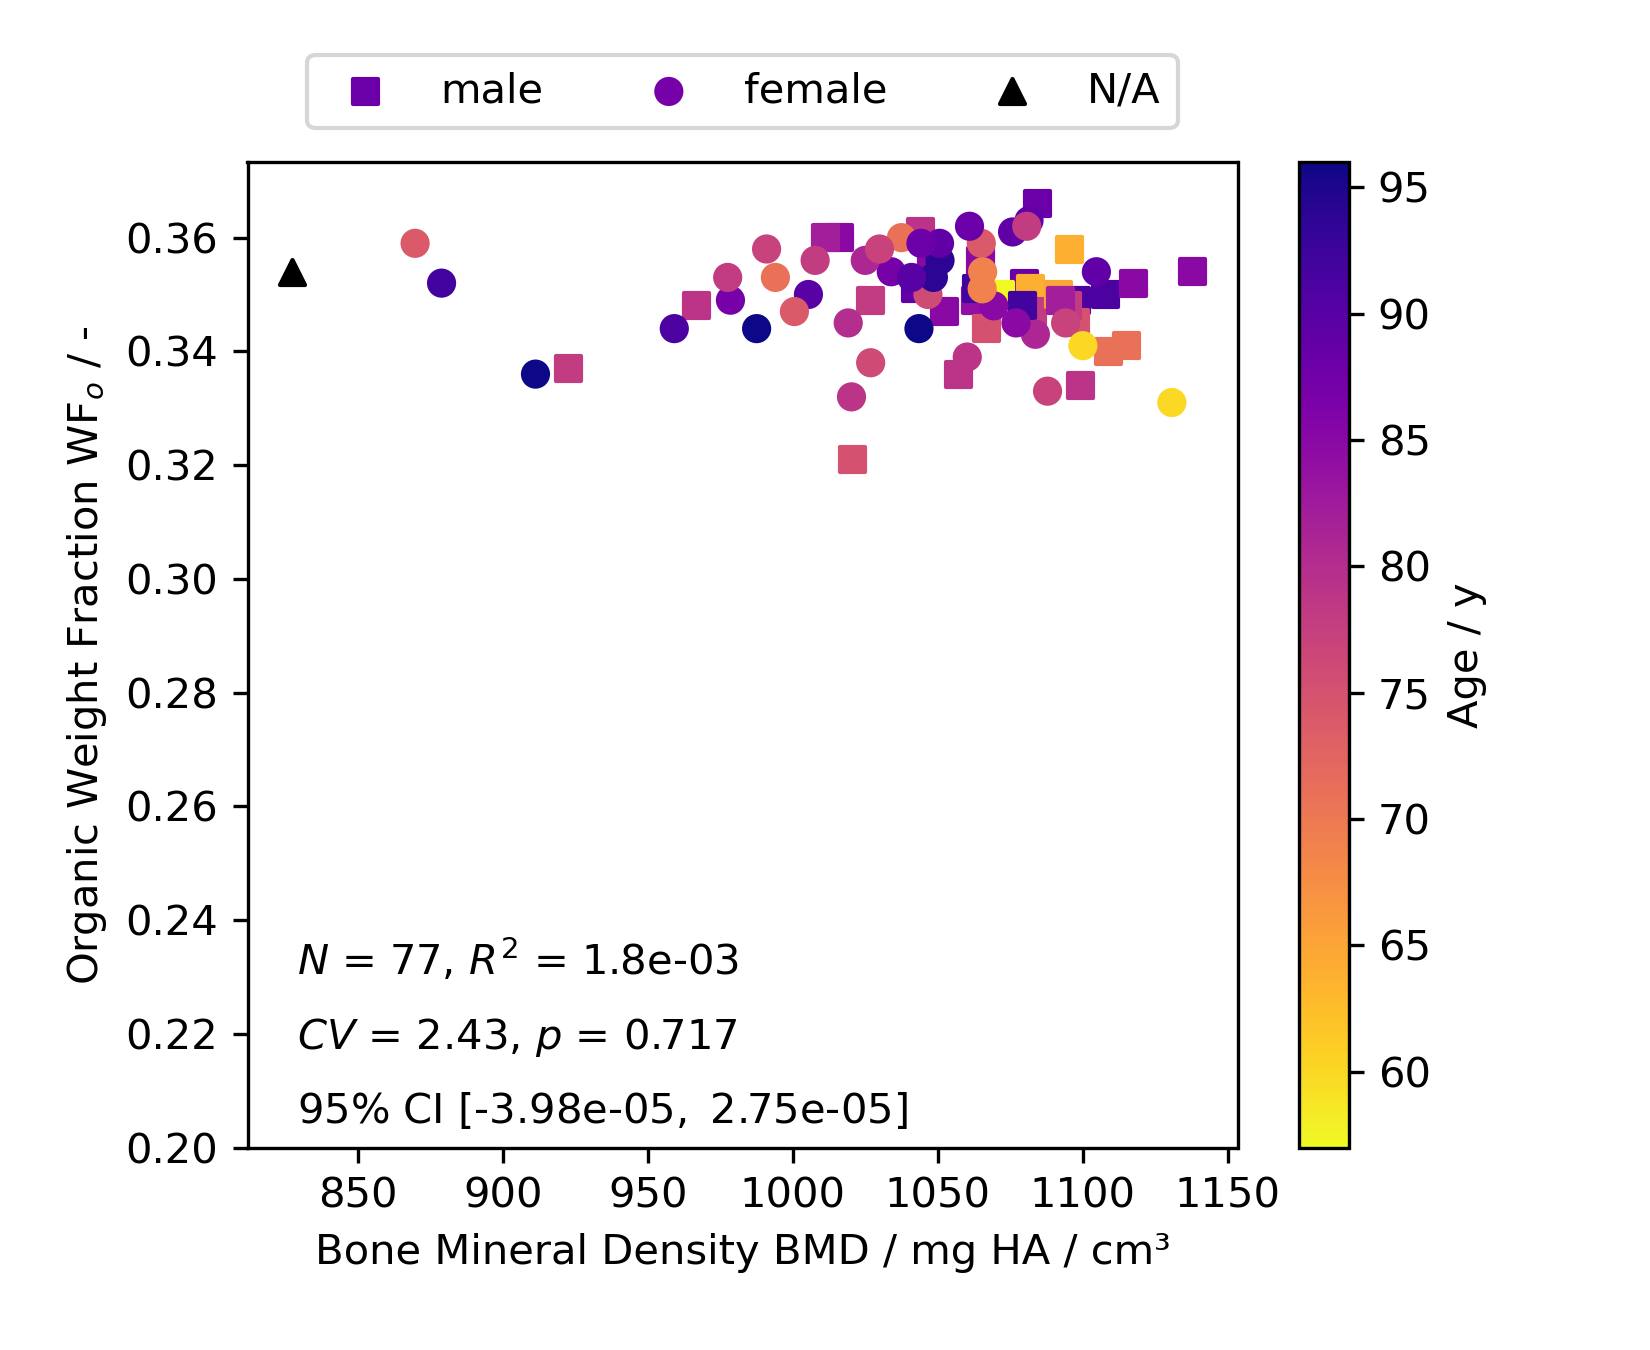 male female N/A
Organic Weight Fraction WFₒ / -
0.36
0.34
0.32
0.30
0.28
0.26
0.24
0.22
0.20
N = 77, R² = 1.8e-03
CV = 2.43, p = 0.717
95% CI [-3.98e-05, 2.75e-05]
850 900 950 1000 1050 1100 1150
Bone Mineral Density BMD / mg HA / cm³
95
90
85
80
75
70
65
60
Age / y